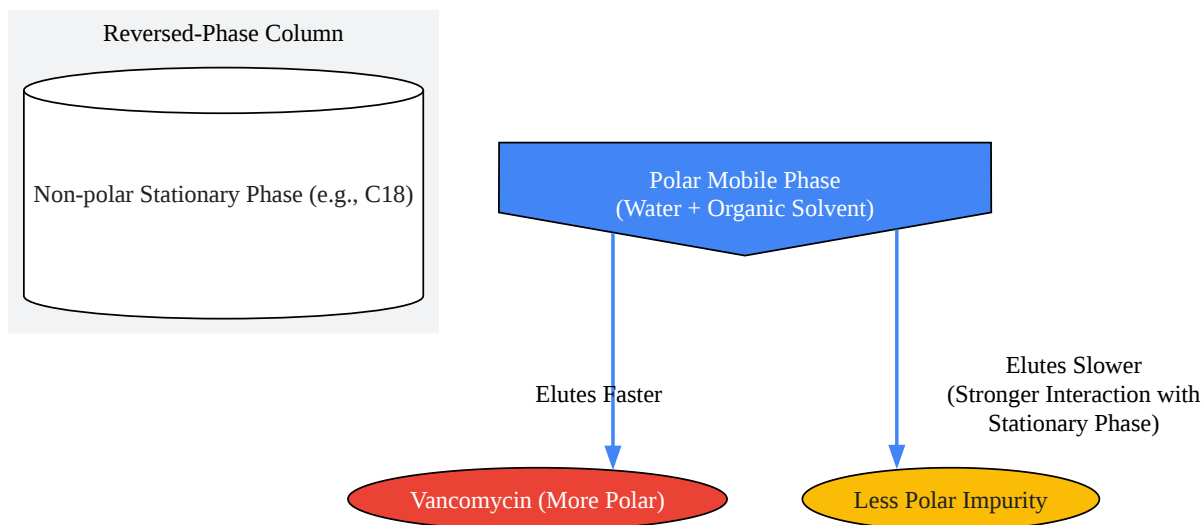 Reversed-Phase Column
Non-polar Stationary Phase (e.g., C18)
Polar Mobile Phase
(Water + Organic Solvent)
Elutes Faster
Elutes Slower
(Stronger Interaction with
Stationary Phase)
Vancomycin (More Polar)
Less Polar Impurity